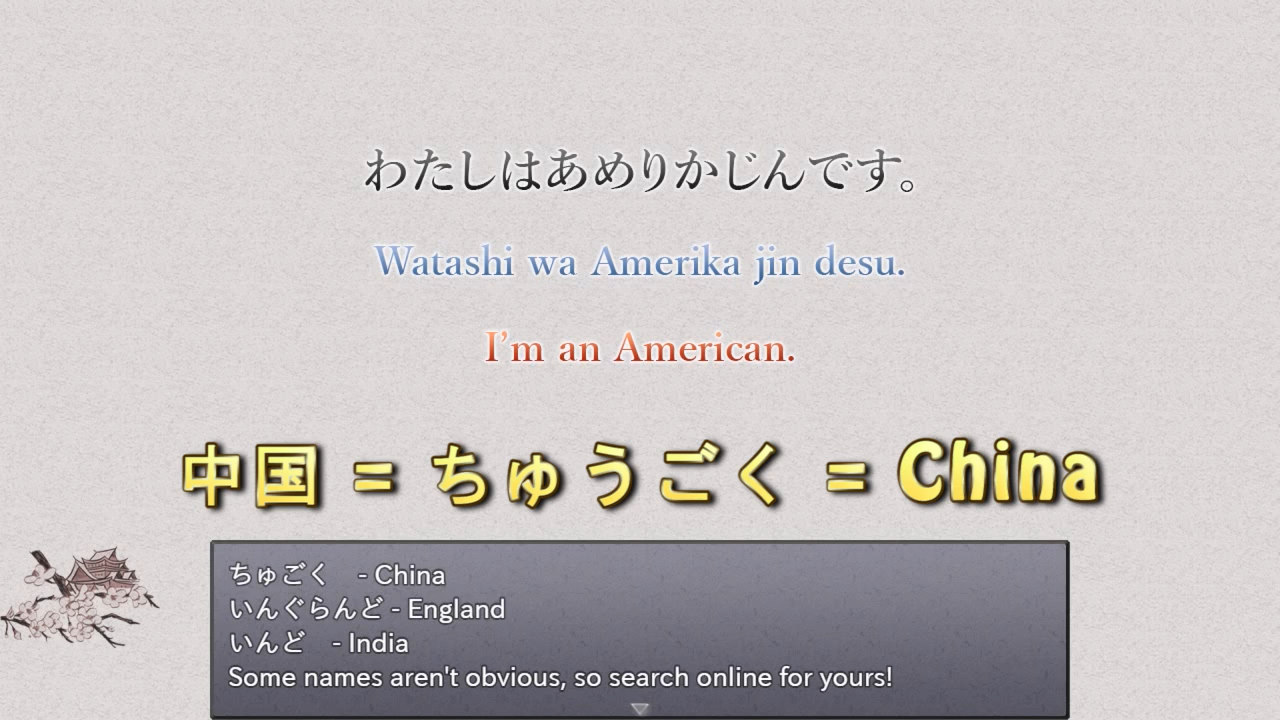 わたしはあめりかじんです。
Watashi wa Amerika jin desu.
I'm an American.
中国 = ちゅうごく = China
ちゅごく　- China
いんぐらんど - England
いんど　- India
Some names aren't obvious, so search online for yours!